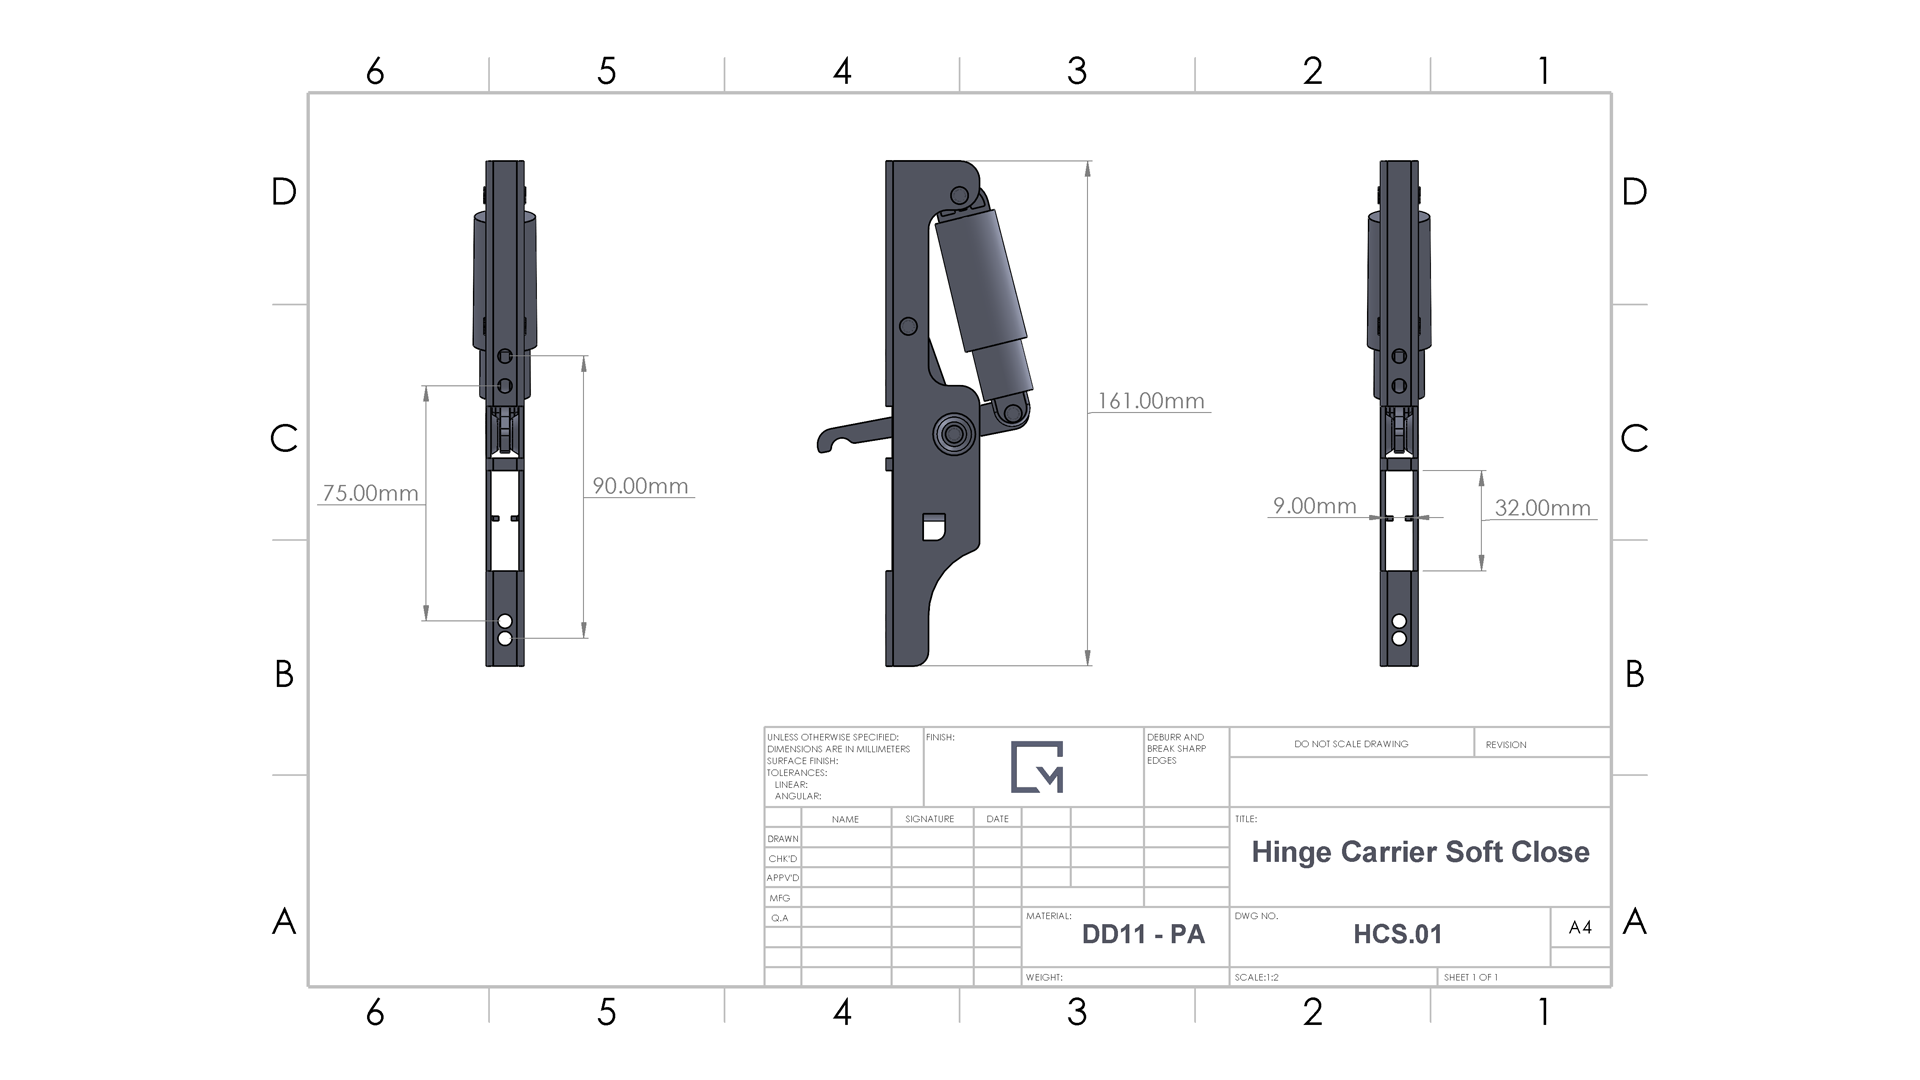 6 5 4 3 2 1
D D
161.00mm
C C
75.00mm 90.00mm 9.00mm 32.00mm
B B
UNLESS OTHERWISE SPECIFIED:
DIMENSIONS ARE IN MILLIMETERS
SURFACE FINISH:
TOLERANCES:
LINEAR:
ANGULAR:
FINISH:
DEBURR AND
BREAK SHARP
EDGES
DO NOT SCALE DRAWING
REVISION
NAME SIGNATURE DATE
DRAWN
CHK'D
APPV'D
MFG
Q.A
TITLE:
Hinge Carrier Soft Close
MATERIAL:
DD11 - PA
DWG NO.
HCS.01
A4
A A
WEIGHT:
SCALE:1:2
SHEET 1 OF 1
6 5 4 3 2 1